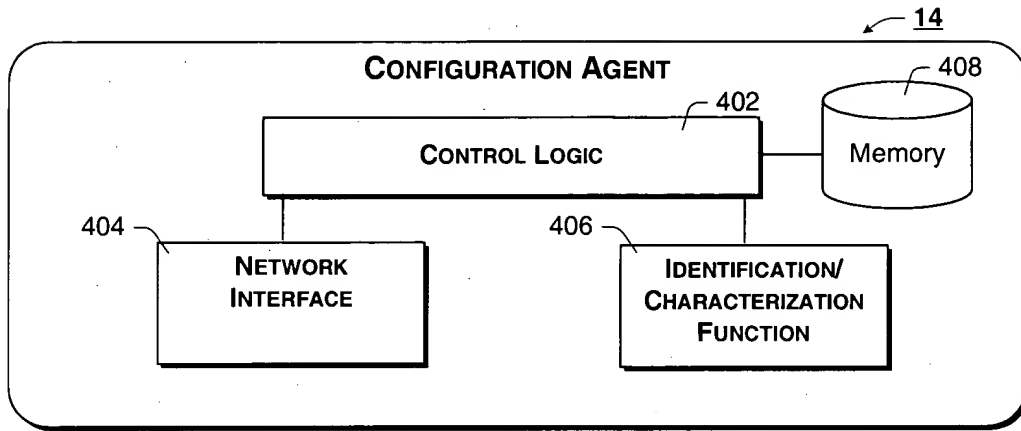 14
CONFIGURATION AGENT
408
402
CONTROL LOGIC
Memory
404
406
NETWORK
INTERFACE
IDENTIFICATION/
CHARACTERIZATION
FUNCTION